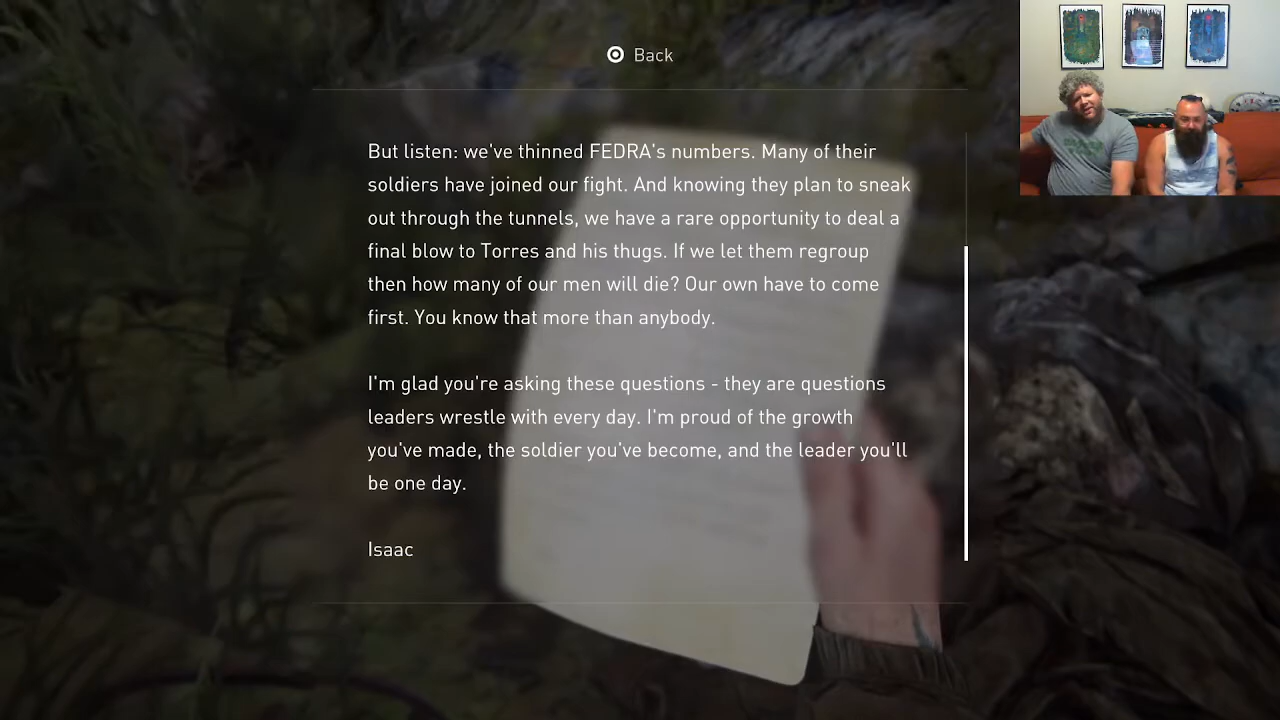 Back
But listen: we've thinned FEDRA's numbers. Many of their
soldiers have joined our fight. And knowing they plan to sneak
out through the tunnels, we have a rare opportunity to deal a
final blow to Torres and his thugs. If we let them regroup
then how many of our men will die? Our own have to come
first. You know that more than anybody.
I'm glad you're asking these questions - they are questions
leaders wrestle with every day. I'm proud of the growth
you've made, the soldier you've become, and the leader you'll
be one day.
Isaac